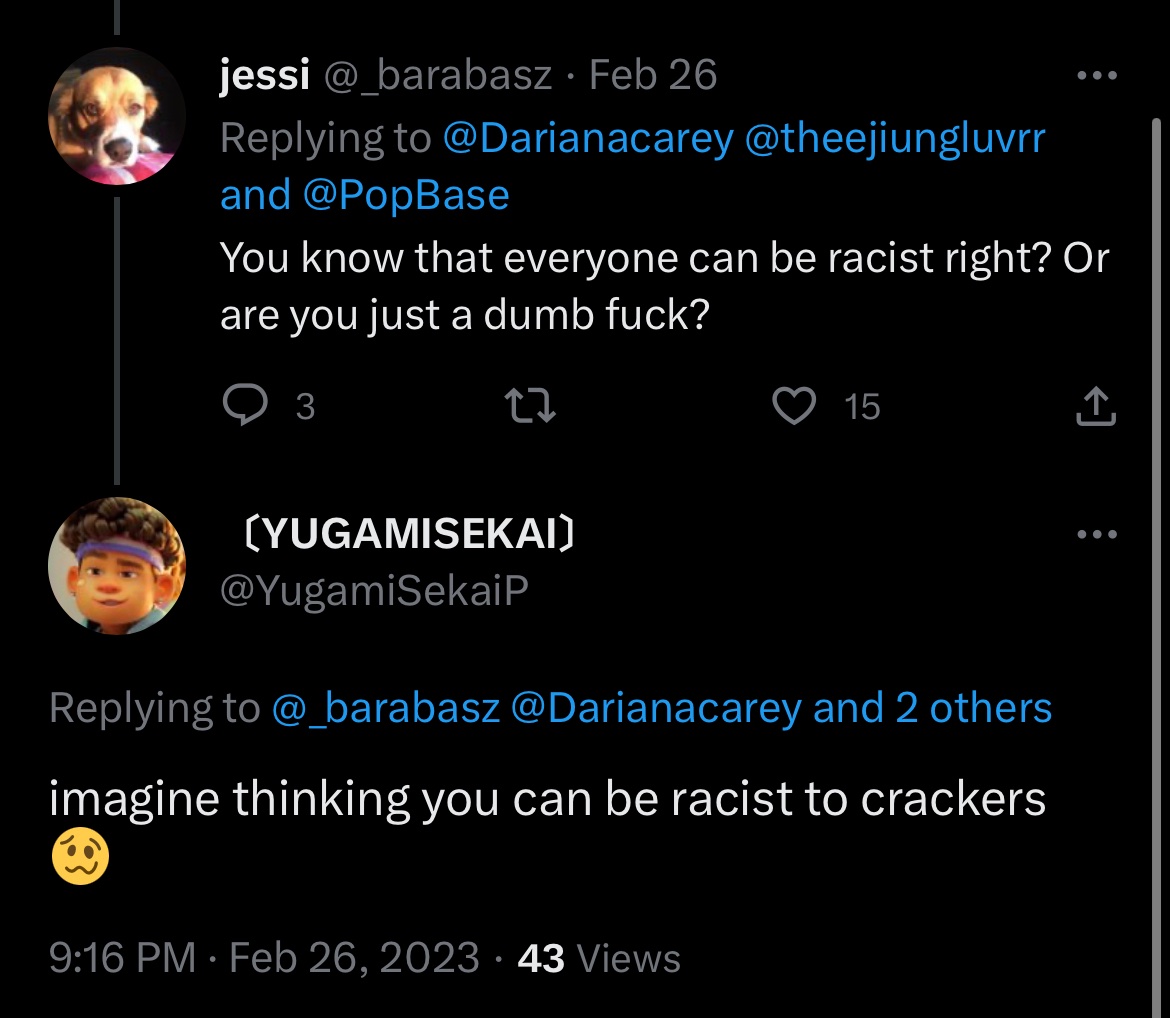 jessi @_barabasz · Feb 26
Replying to @Darianacarey @theejiungluvrr
and @PopBase
You know that everyone can be racist right? Or
are you just a dumb fuck?
3 15
〔YUGAMISEKAI〕
@YugamiSekaiP
Replying to @_barabasz @Darianacarey and 2 others
imagine thinking you can be racist to crackers
🥴
9:16 PM · Feb 26, 2023 · 43 Views